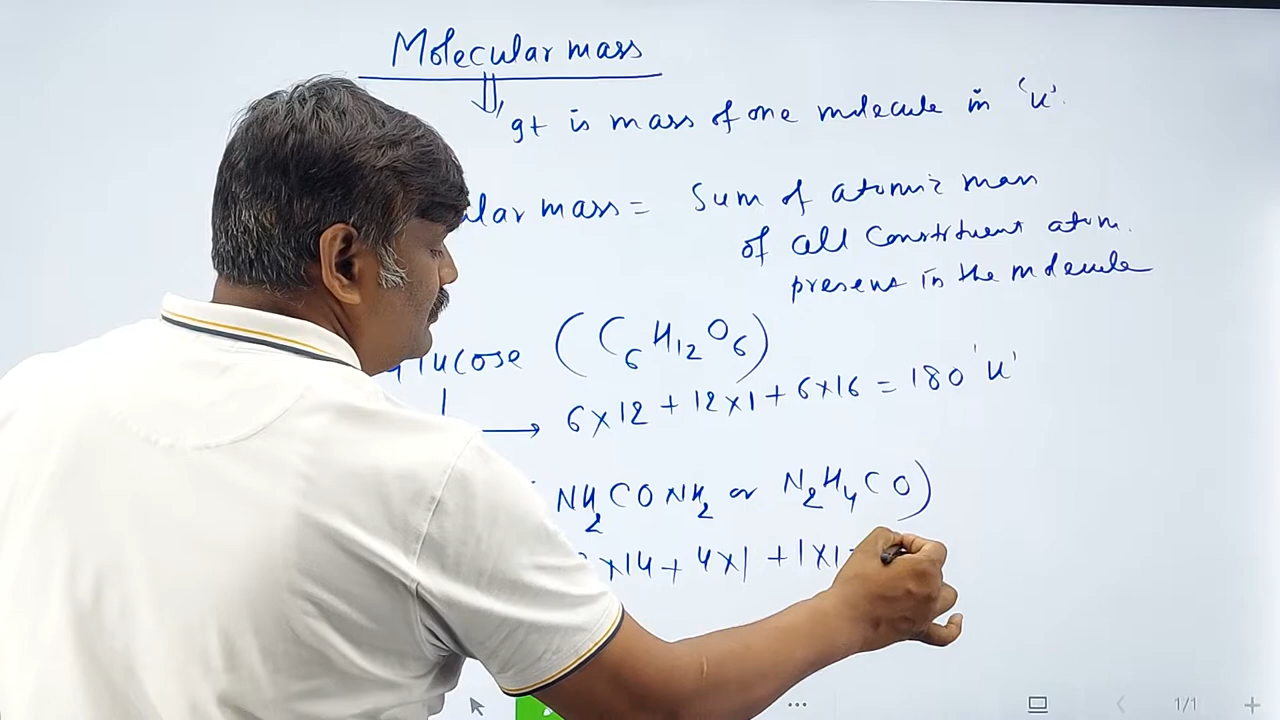 Molecular mass
gt is mass of one molecule in 'u'.
lar mass = Sum of atomic mass
of all Constituent atom.
present in the molecule
lucose (C6H12O6)
→ 6×12 + 12×1 + 6×16 = 180 'u'
NH2CONH2 or N2H4CO)
×14 + 4×1 + 1×1
1/1